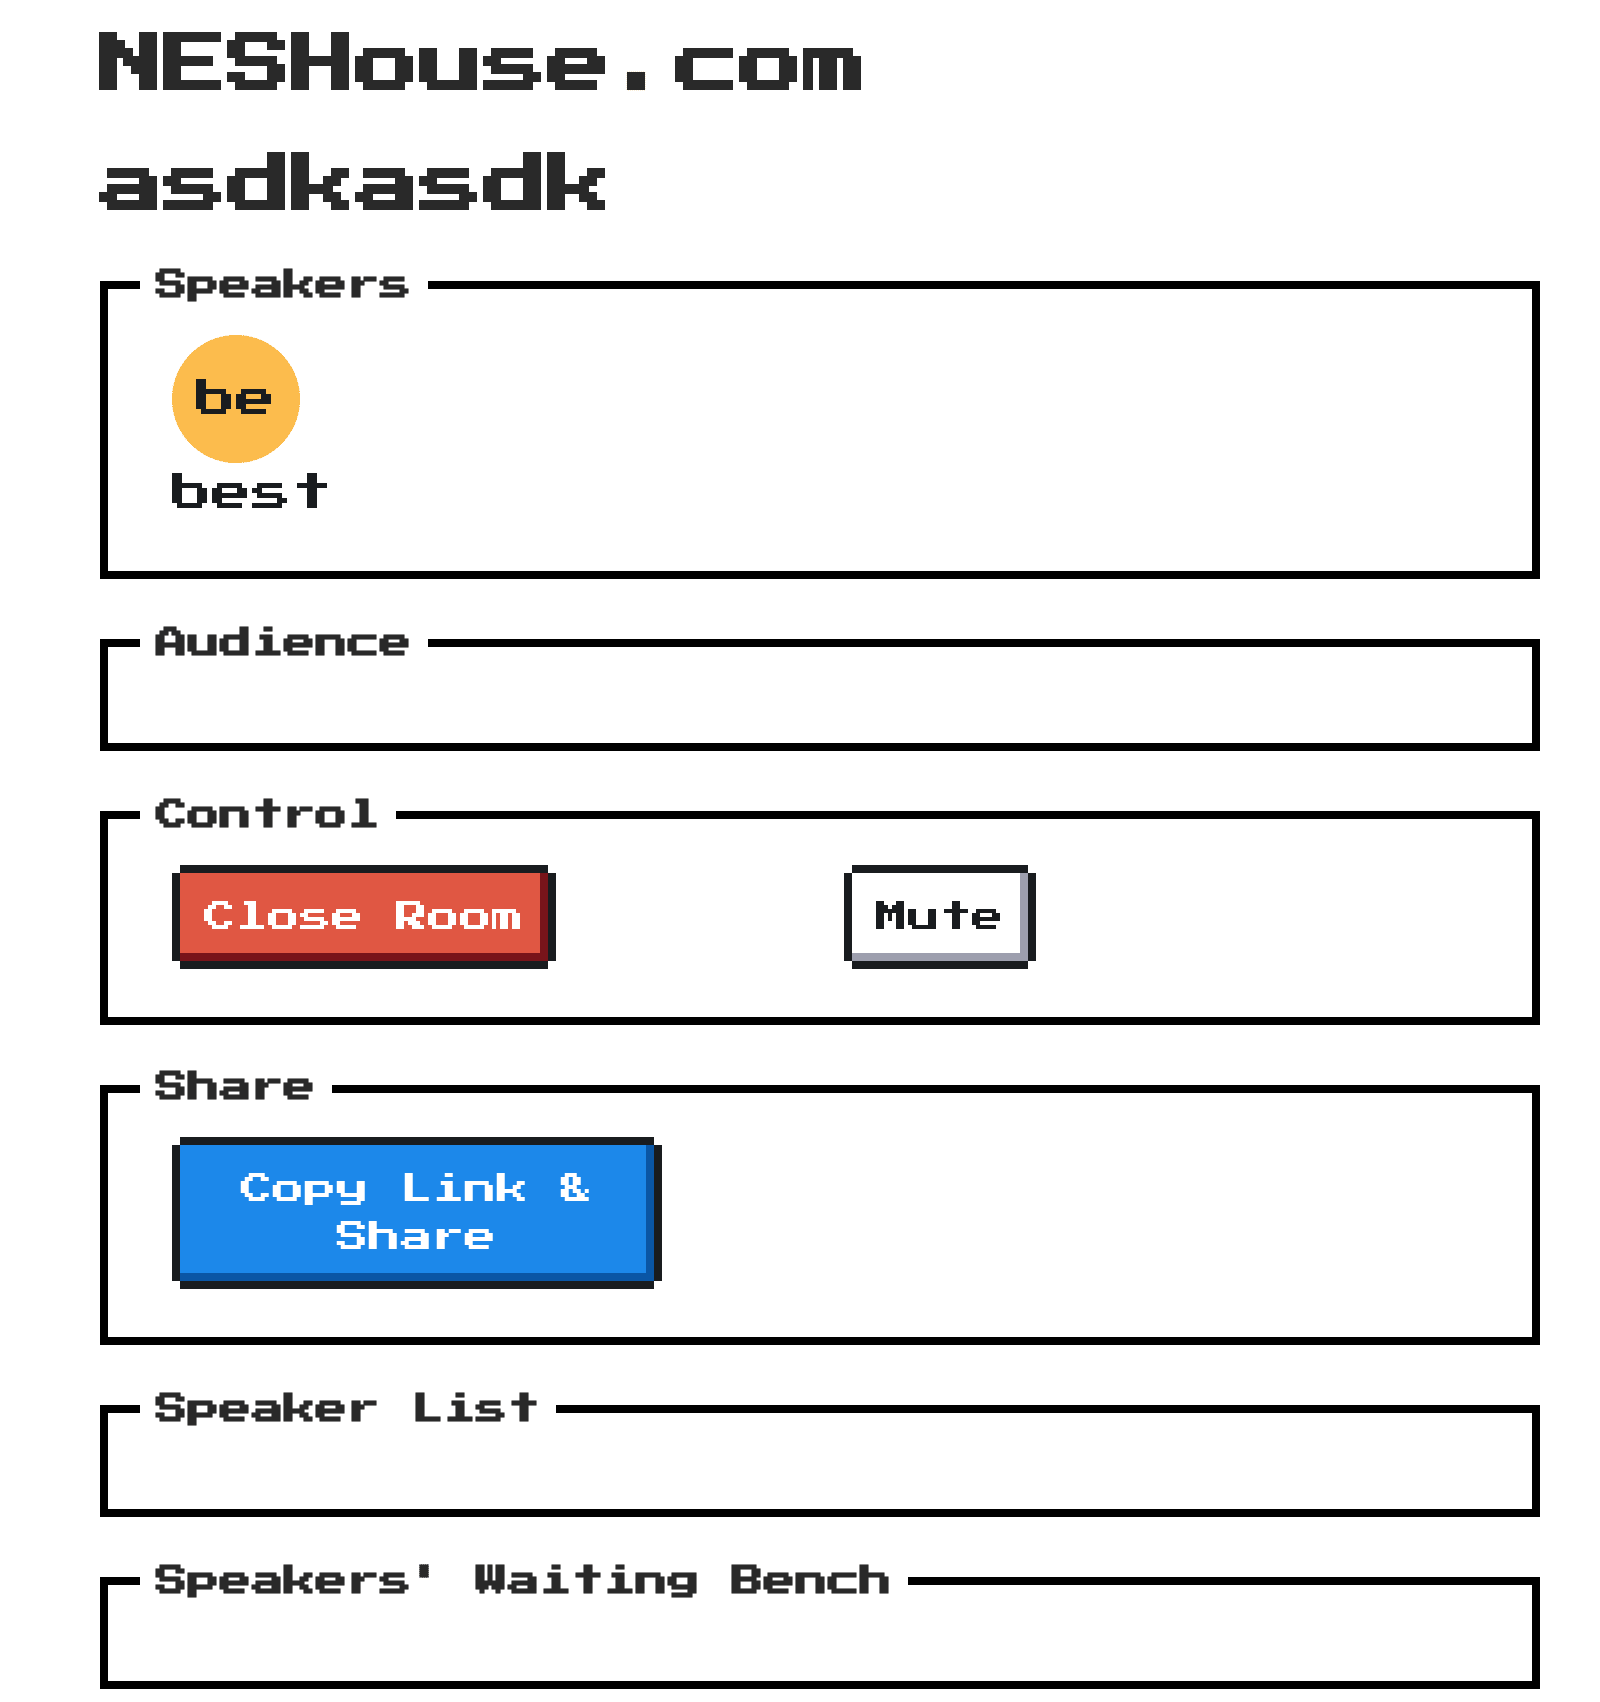 NESHouse.com
asdkasdk
Speakers
be
best
Audience
Control
Close Room
Mute
Share
Copy Link &
Share
Speaker List
Speakers' Waiting Bench